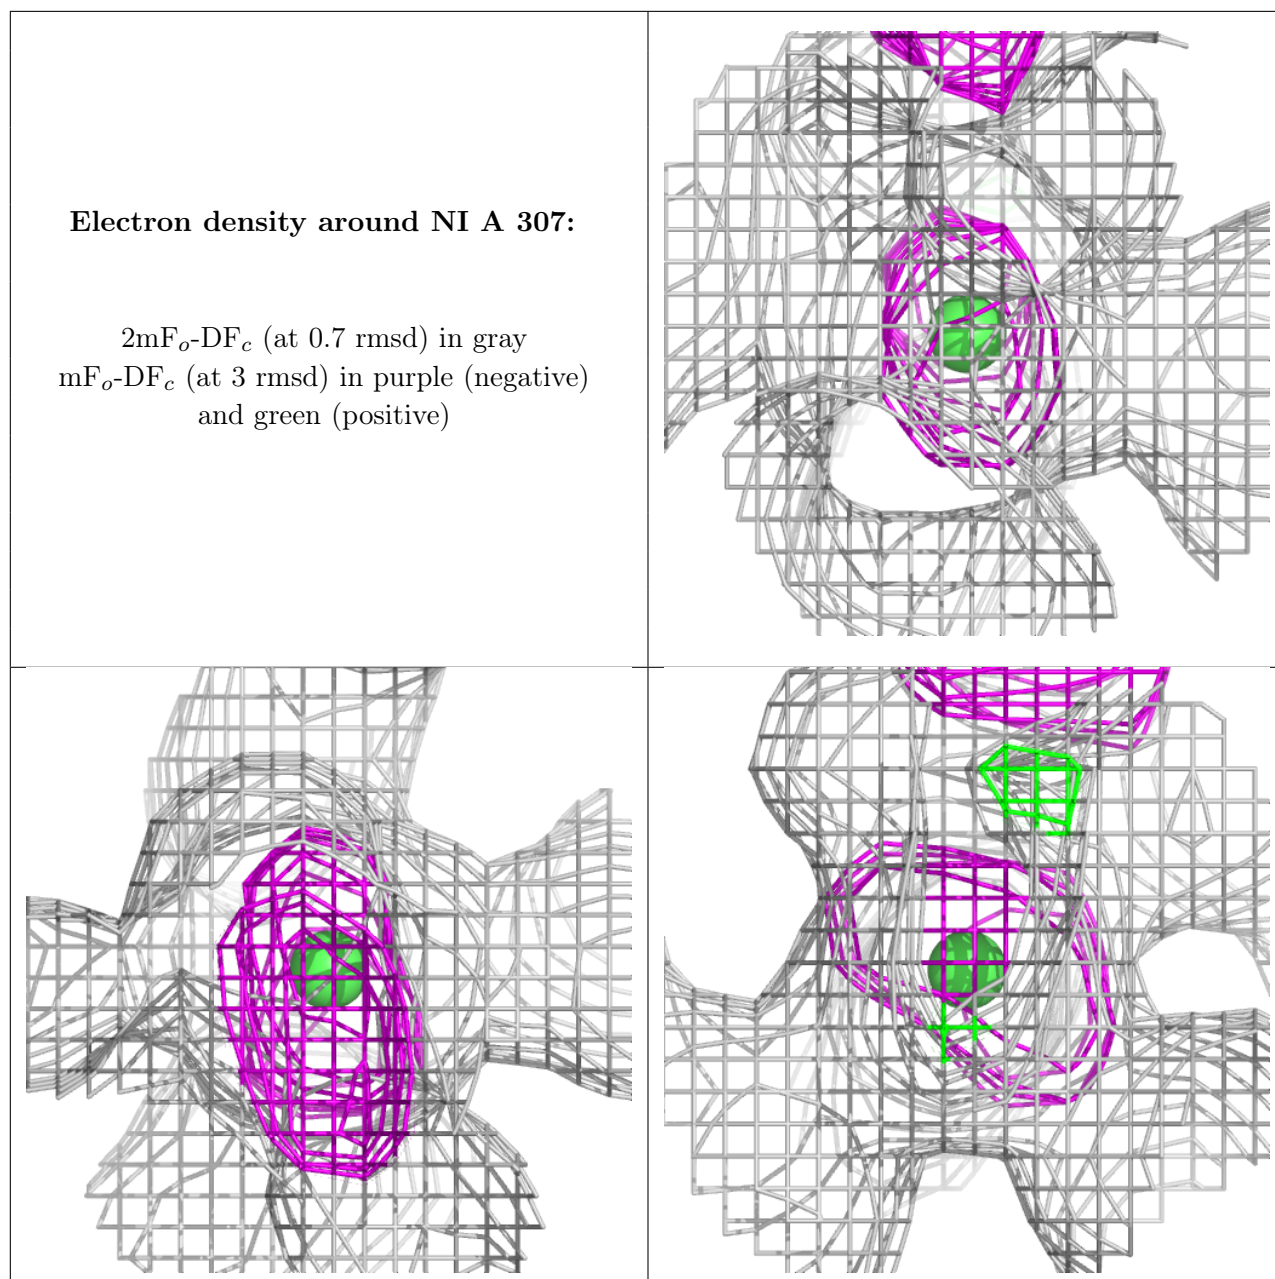 Electron density around NI A 307:
2mFo-DFc (at 0.7 rmsd) in gray
mFo-DFc (at 3 rmsd) in purple (negative)
and green (positive)